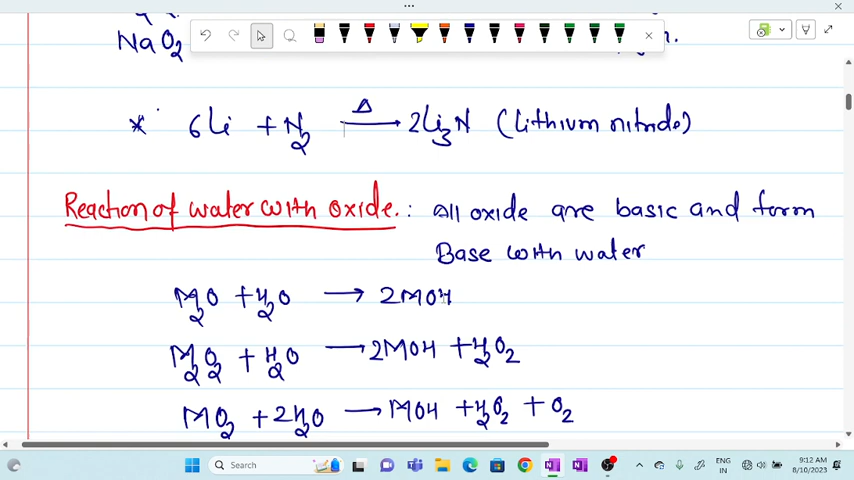 NaO2
* 6Li + N2 Δ → 2Li3N (Lithium nitride)
Reaction of water with oxide. : All oxide are basic and form
Base with water
M2O + H2O → 2MOH
M2O2 + H2O → 2MOH + H2O2
MO2 + 2H2O → MOH + H2O2 + O2
Search
ENG
IN
9:12 AM
8/10/2023